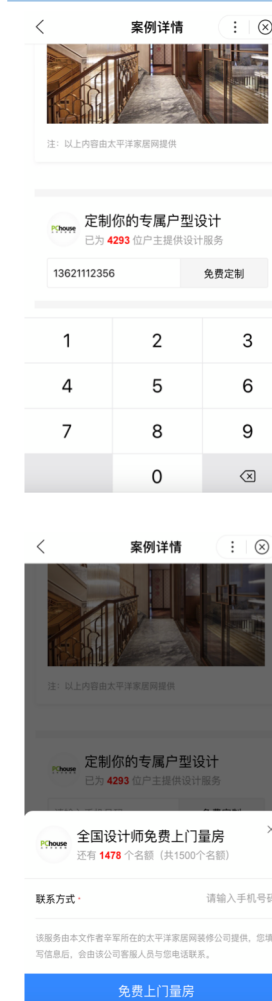 案例详情
注：以上内容由太平洋家居网提供
PChouse
定制你的专属户型设计
已为 4293 位户主提供设计服务
13621112356 免费定制
1 2 3
4 5 6
7 8 9
0
案例详情
注：以上内容由太平洋家居网提供
PChouse
定制你的专属户型设计
已为 4293 位户主提供设计服务
PChouse
全国设计师免费上门量房
还有 1478 个名额（共1500个名额）
联系方式 · 请输入手机号码
该服务由本文作者辛军所在的太平洋家居网装修公司提供，您填
写信息后，会由该公司客服人员与您电话联系。
免费上门量房